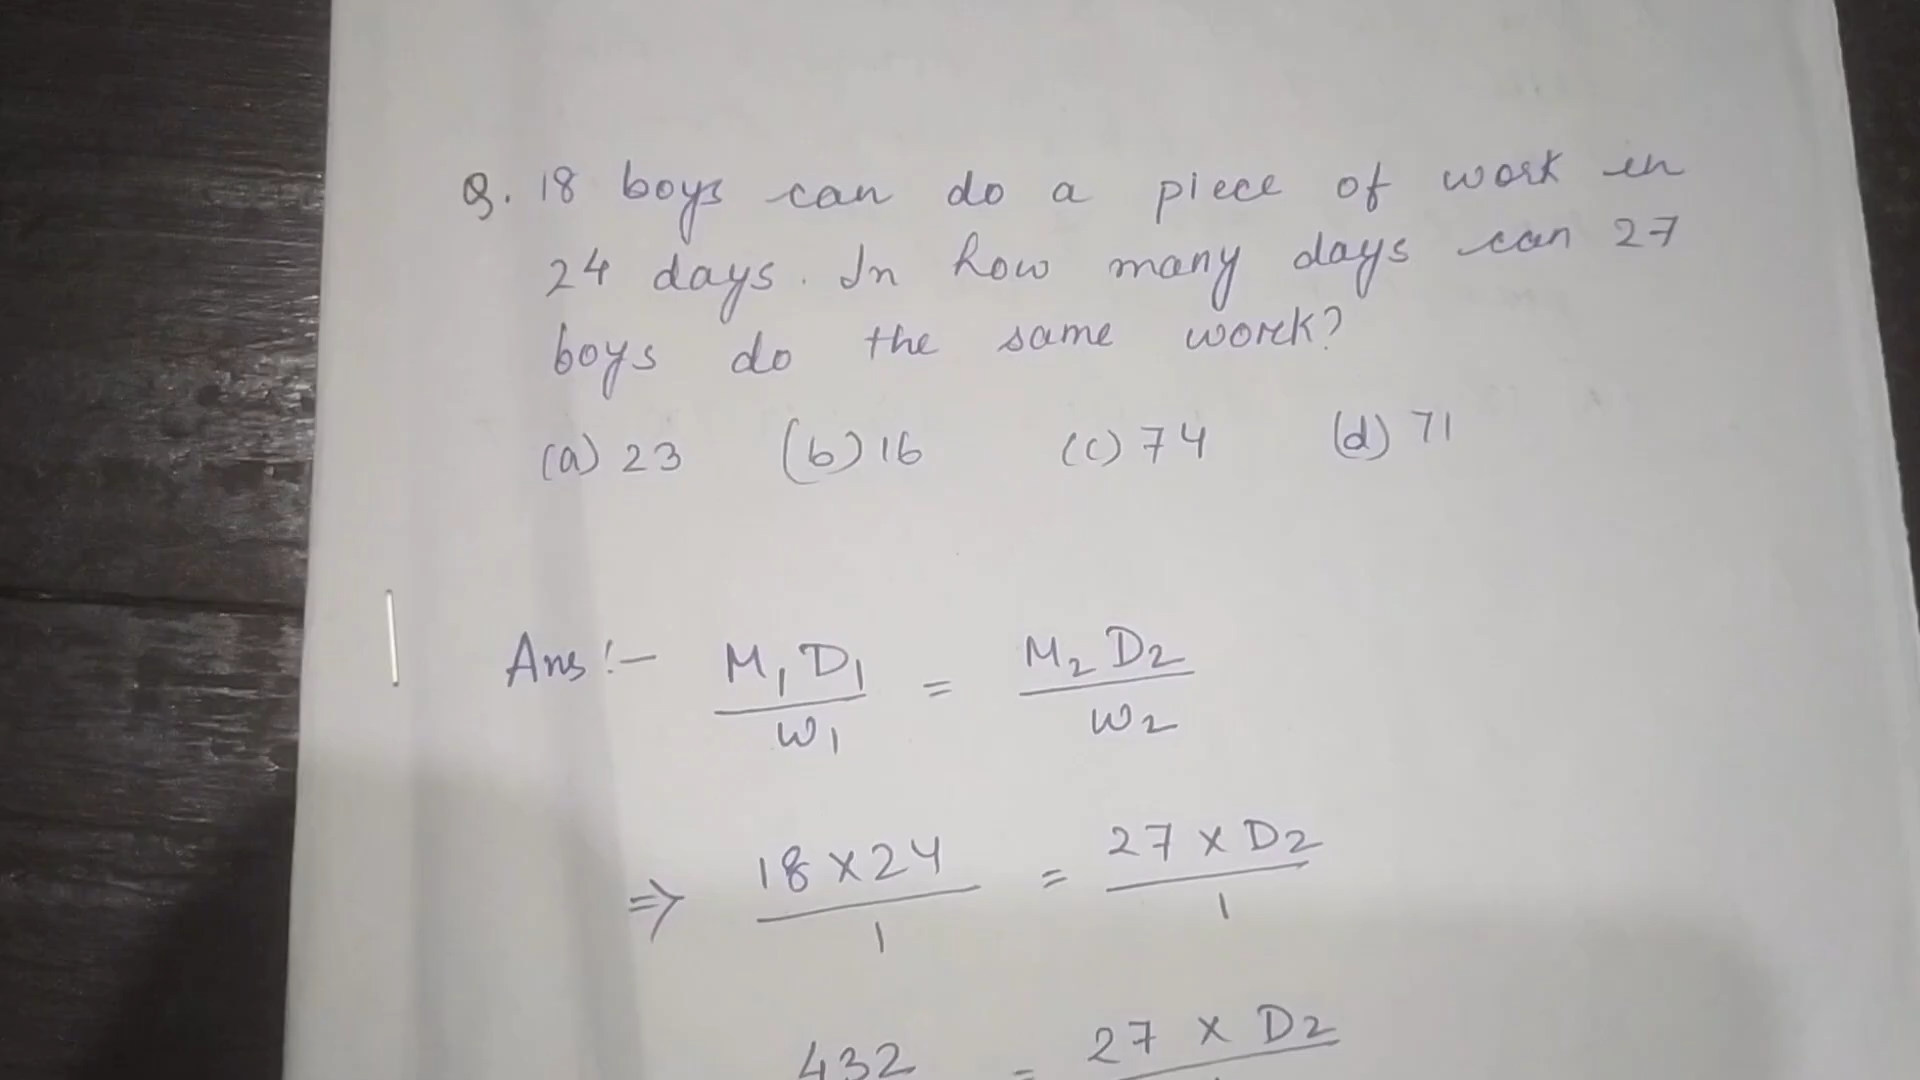 Q. 18 boys can do a piece of work in
24 days. In how many days can 27
boys do the same work?
(a) 23 (b) 16 (c) 74 (d) 71
Ans :- M₁D₁ / W₁ = M₂D₂ / W₂
⇒ 18 x 24 / 1 = 27 x D2 / 1
432 = 27 x D2